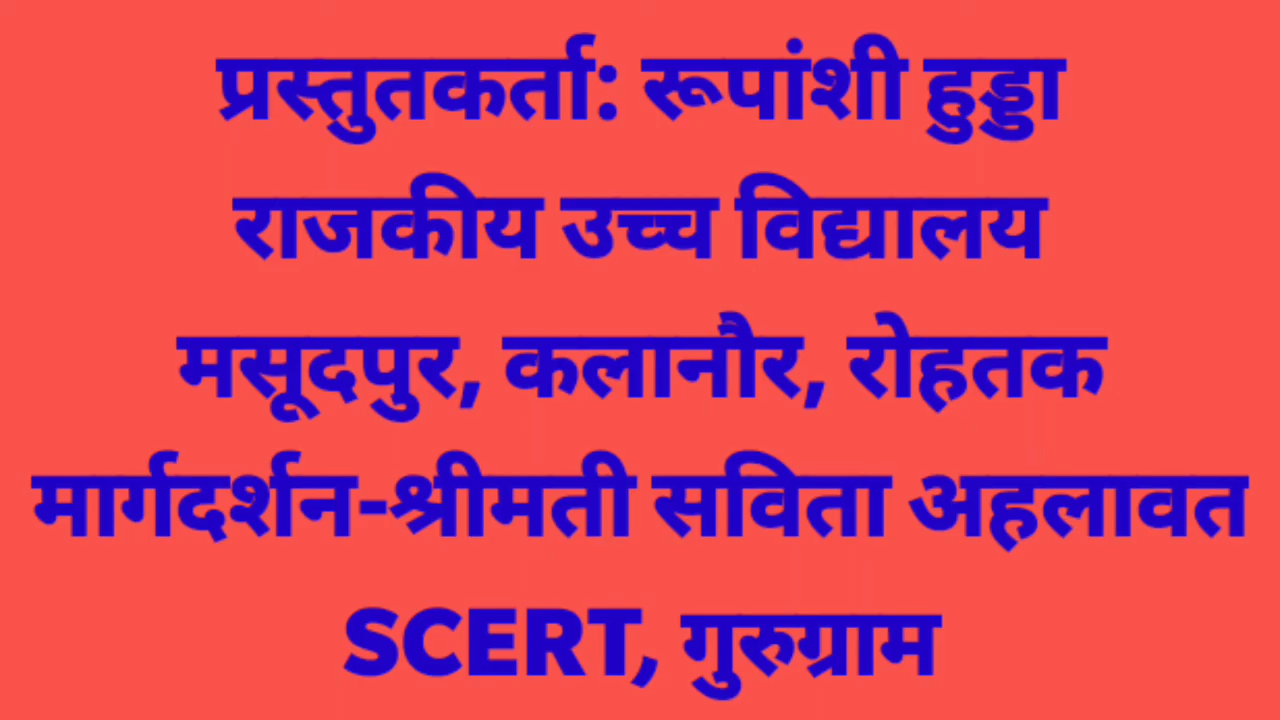 प्रस्तुतकर्ता: रूपांशी हुड्डा
राजकीय उच्च विद्यालय
मसूदपुर, कलानौर, रोहतक
मार्गदर्शन-श्रीमती सविता अहलावत
SCERT, गुरुग्राम